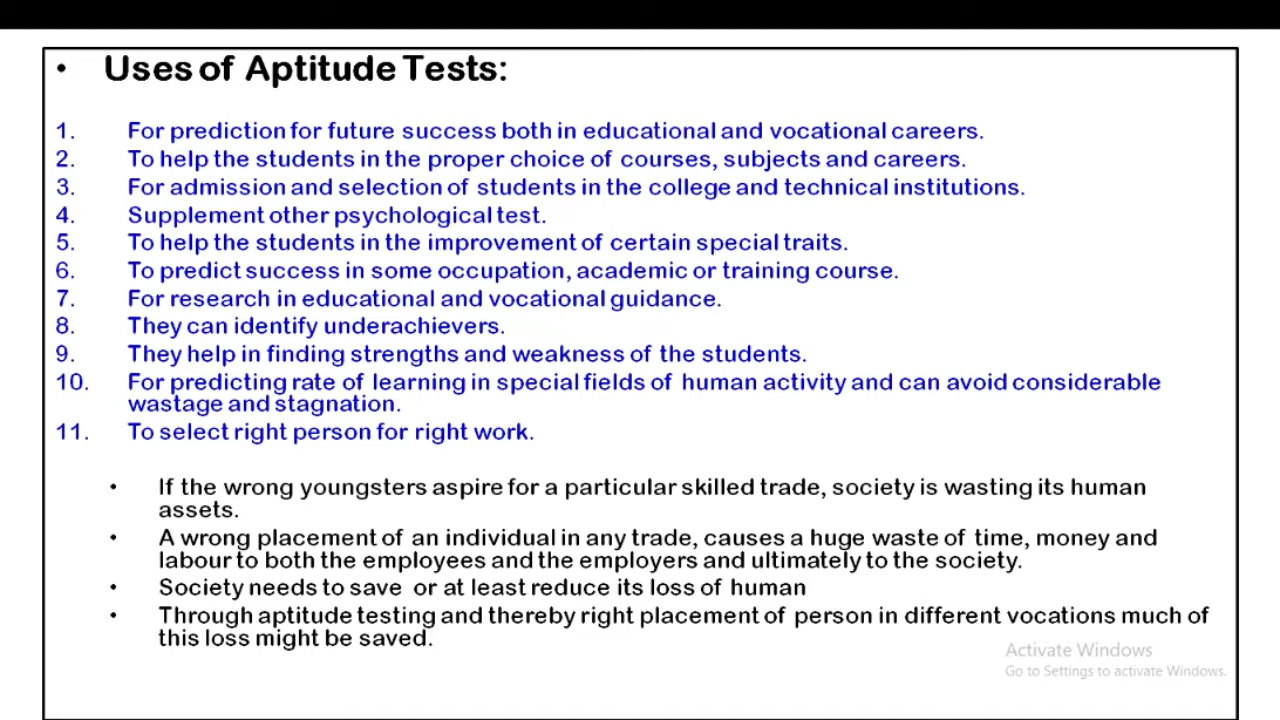 • Uses of Aptitude Tests:
1. For prediction for future success both in educational and vocational careers.
2. To help the students in the proper choice of courses, subjects and careers.
3. For admission and selection of students in the college and technical institutions.
4. Supplement other psychological test.
5. To help the students in the improvement of certain special traits.
6. To predict success in some occupation, academic or training course.
7. For research in educational and vocational guidance.
8. They can identify underachievers.
9. They help in finding strengths and weakness of the students.
10. For predicting rate of learning in special fields of human activity and can avoid considerable
wastage and stagnation.
11. To select right person for right work.
• If the wrong youngsters aspire for a particular skilled trade, society is wasting its human
assets.
• A wrong placement of an individual in any trade, causes a huge waste of time, money and
labour to both the employees and the employers and ultimately to the society.
• Society needs to save or at least reduce its loss of human
• Through aptitude testing and thereby right placement of person in different vocations much of
this loss might be saved.
Activate Windows
Go to Settings to activate Windows.